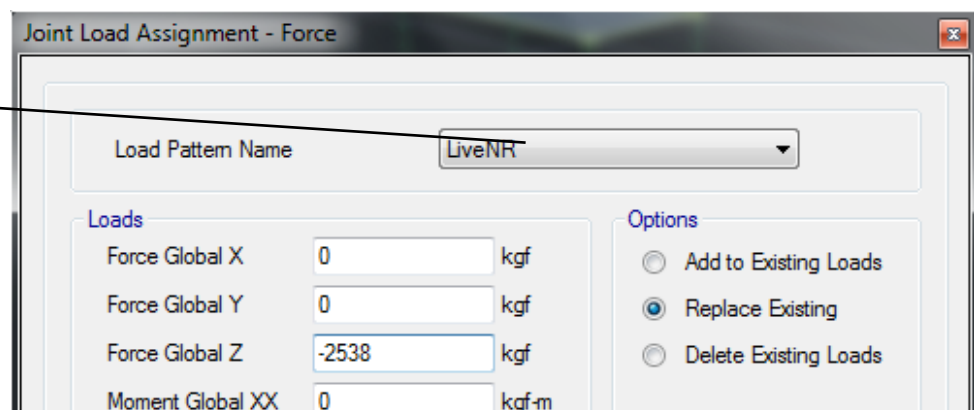 Joint Load Assignment - Force
Load Pattern Name LiveNR
Loads
Force Global X 0 kgf
Force Global Y 0 kgf
Force Global Z -2538 kgf
Moment Global XX 0 kgf-m
Options
Add to Existing Loads
Replace Existing
Delete Existing Loads